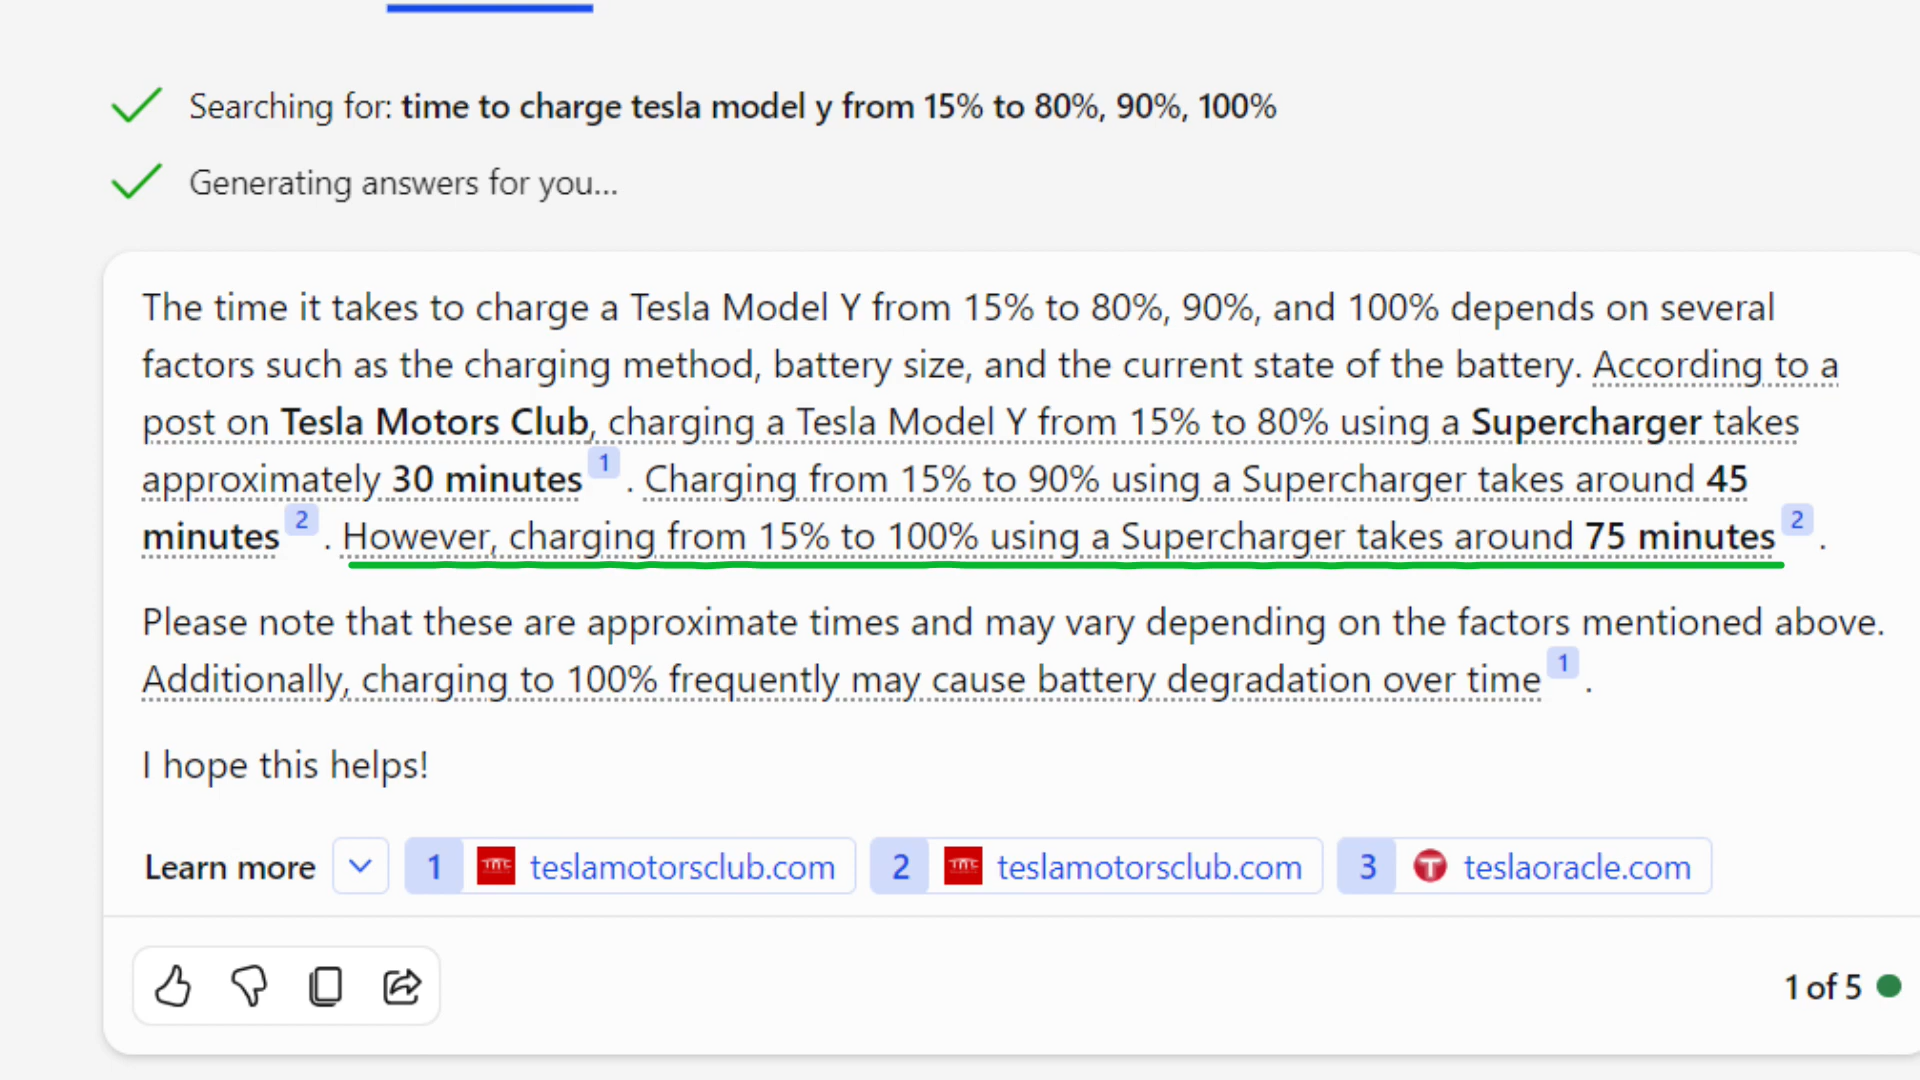 Searching for: time to charge tesla model y from 15% to 80%, 90%, 100%
Generating answers for you...
The time it takes to charge a Tesla Model Y from 15% to 80%, 90%, and 100% depends on several
factors such as the charging method, battery size, and the current state of the battery. According to a
post on Tesla Motors Club, charging a Tesla Model Y from 15% to 80% using a Supercharger takes
approximately 30 minutes 1 . Charging from 15% to 90% using a Supercharger takes around 45
minutes 2 . However, charging from 15% to 100% using a Supercharger takes around 75 minutes 2 .
Please note that these are approximate times and may vary depending on the factors mentioned above.
Additionally, charging to 100% frequently may cause battery degradation over time 1 .
I hope this helps!
Learn more 1 teslamotorsclub.com 2 teslamotorsclub.com 3 T teslaoracle.com
1 of 5